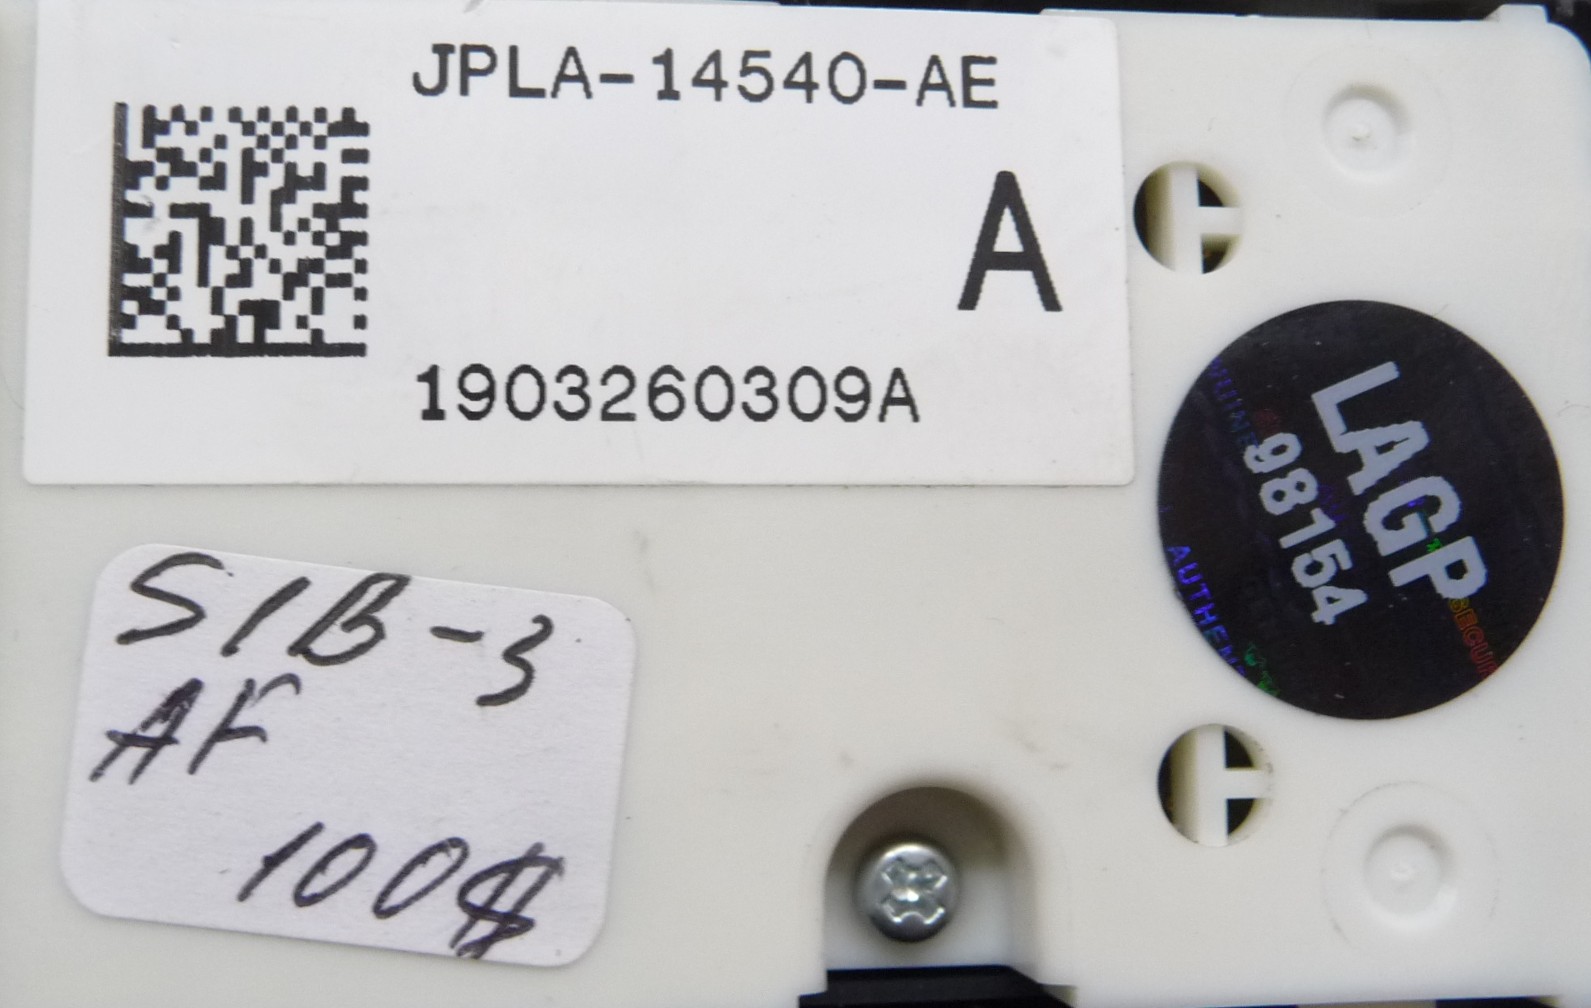 JPLA-14540-AE
A
1903260309A
LAGP
98154
S1B-3
AF
100$